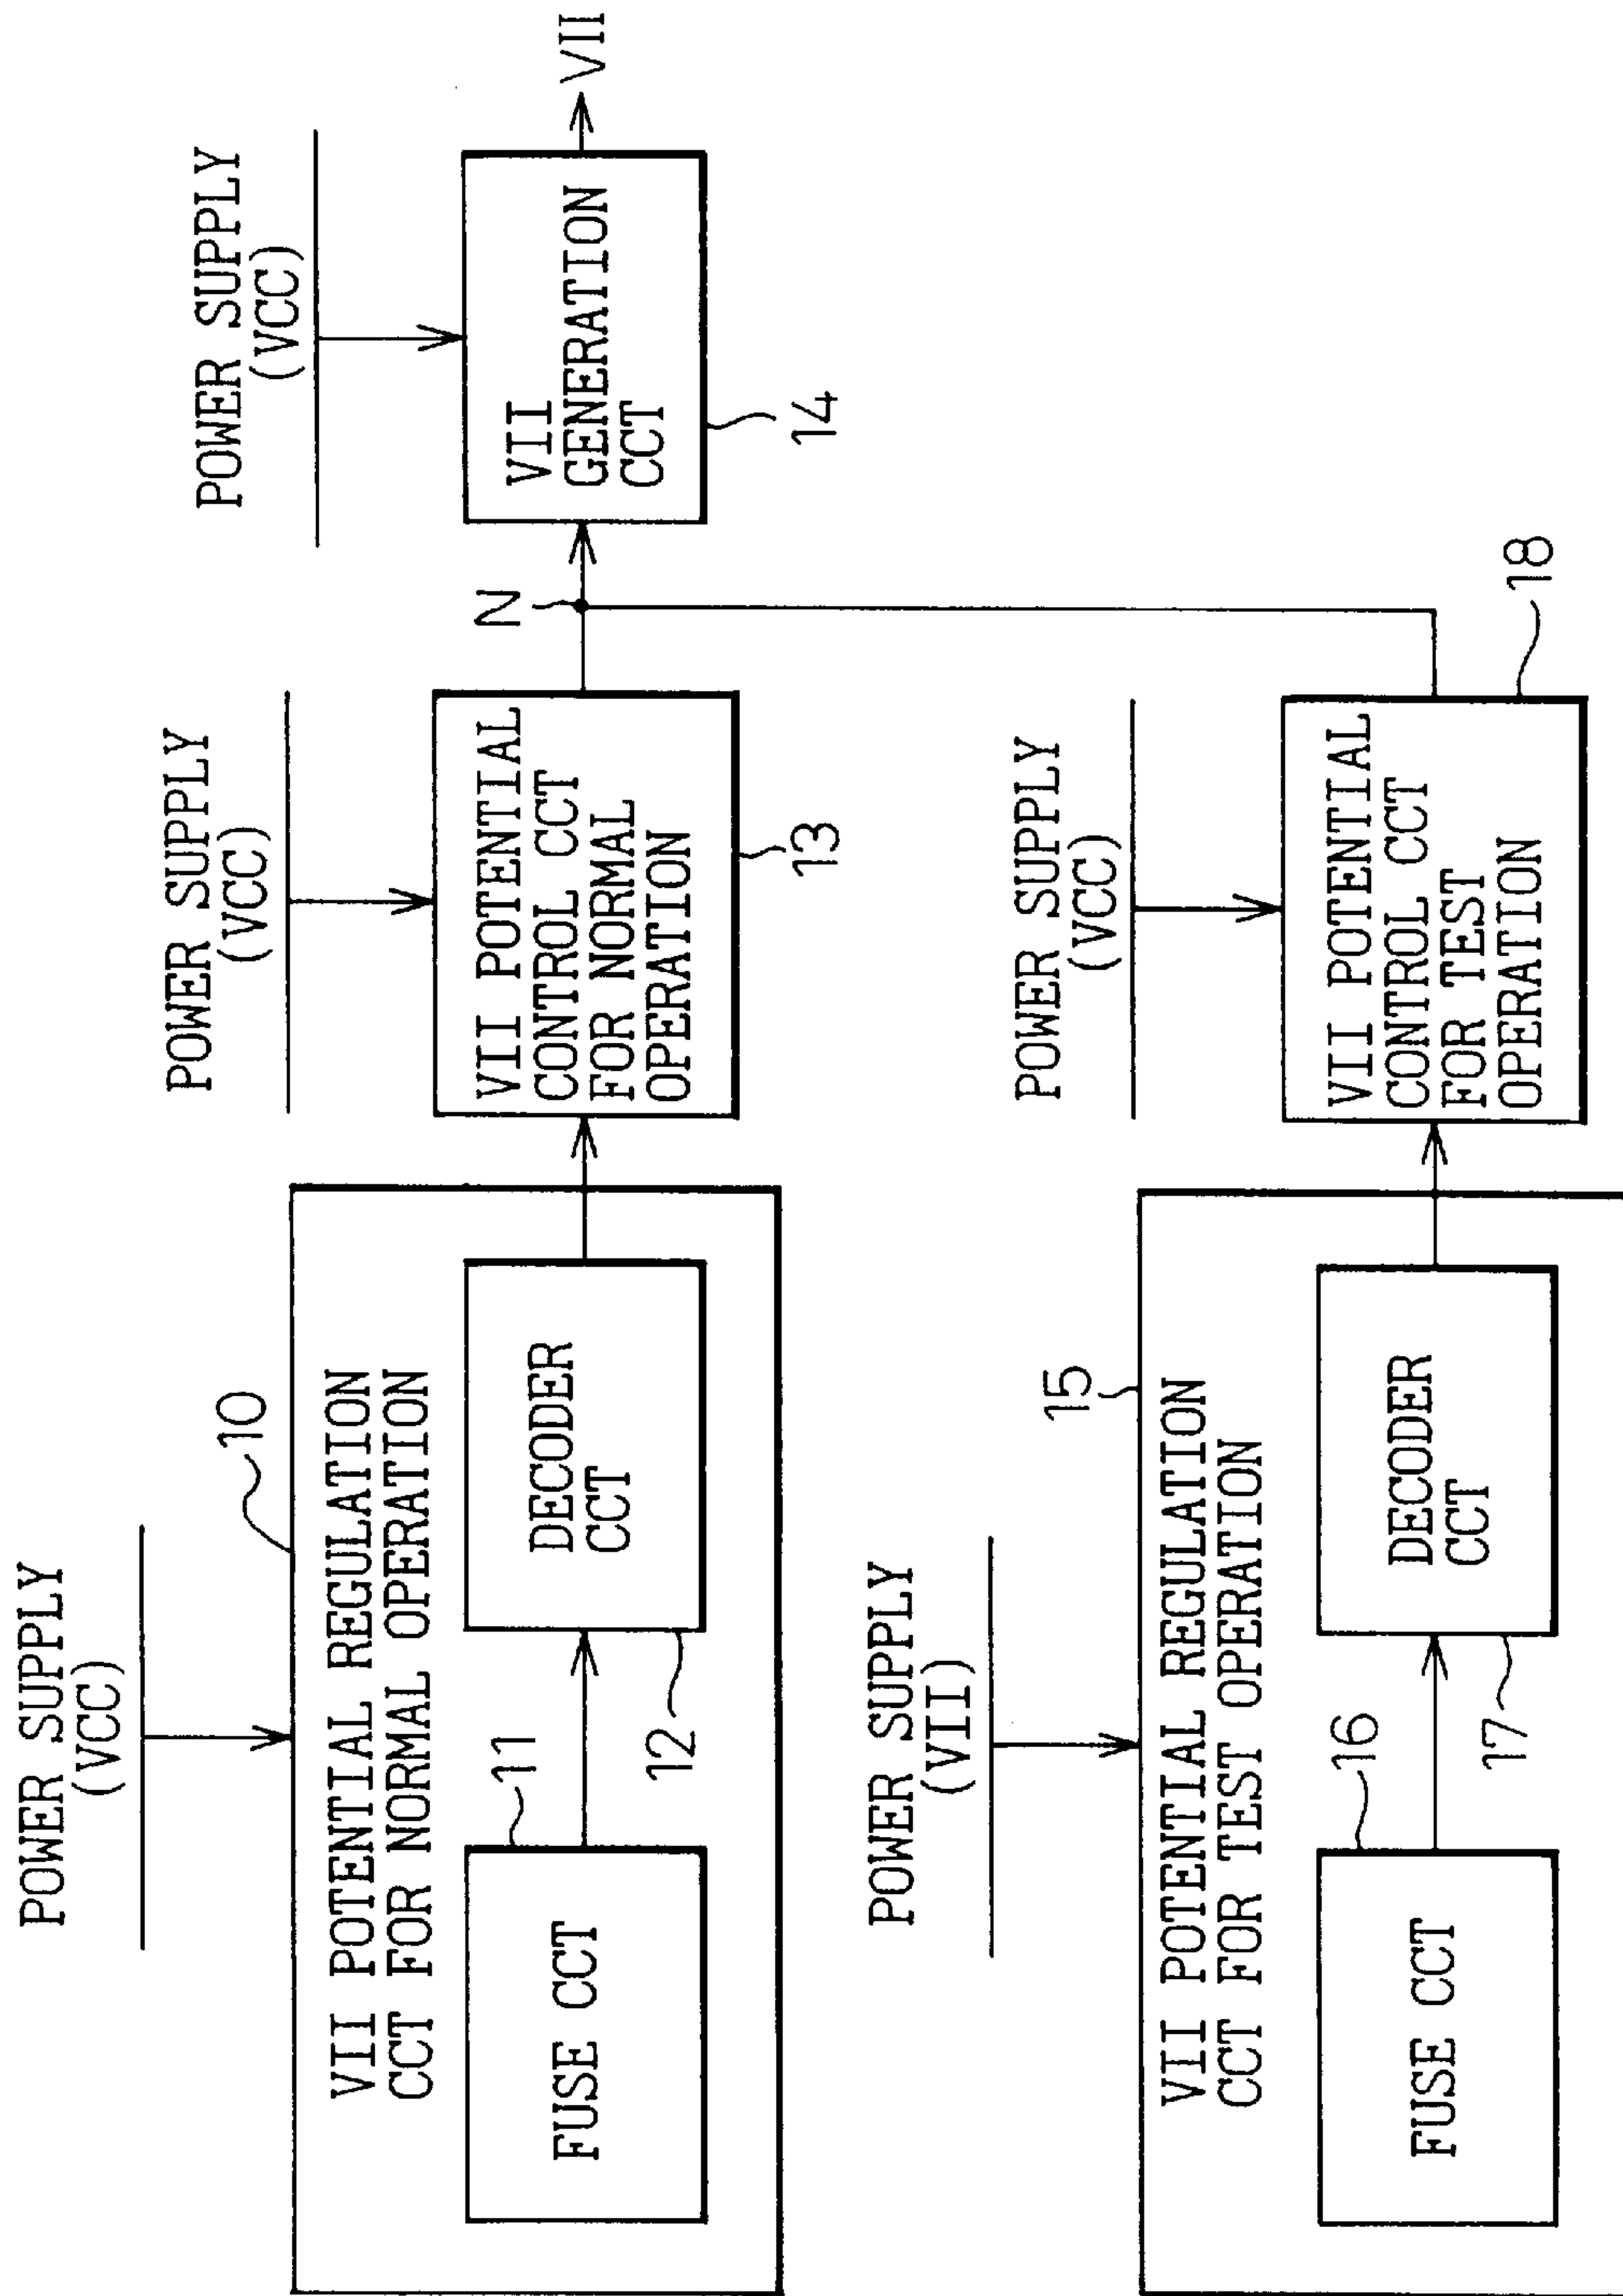 POWER SUPPLY
(VCC)
10
VII POTENTIAL REGULATION
CCT FOR NORMAL OPERATION
11
FUSE CCT
12
DECODER
CCT
POWER SUPPLY
(VCC)
VII POTENTIAL
CONTROL CCT
FOR NORMAL
OPERATION
13
N
POWER SUPPLY
(VCC)
VII
GENERATION
CCT
14
VII
POWER SUPPLY
(VII)
15
VII POTENTIAL REGULATION
CCT FOR TEST OPERATION
16
FUSE CCT
17
DECODER
CCT
POWER SUPPLY
(VCC)
VII POTENTIAL
CONTROL CCT
FOR TEST
OPERATION
18